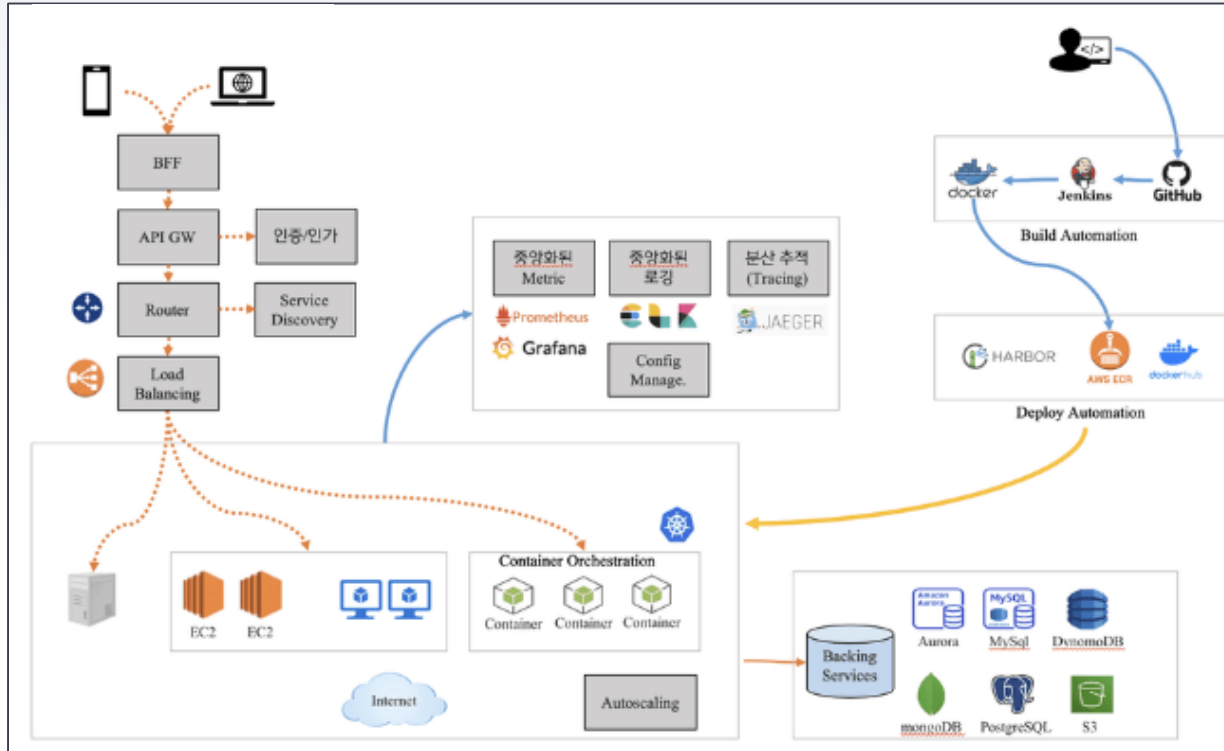 BFF
API GW
인증/인가
Router
Service
Discovery
Load
Balancing
중앙화된
Metric
중앙화된
로깅
분산 추적
(Tracing)
Prometheus
Grafana
JAEGER
Config
Manage.
</>
docker
Jenkins
GitHub
Build Automation
HARBOR
AWS ECR
dockerhub
Deploy Automation
EC2
EC2
Container Orchestration
Container
Container
Container
Internet
Autoscaling
Backing
Services
Amazon
Aurora
Aurora
MySQL
MySql
DynomoDB
mongoDB
PostgreSQL
S3